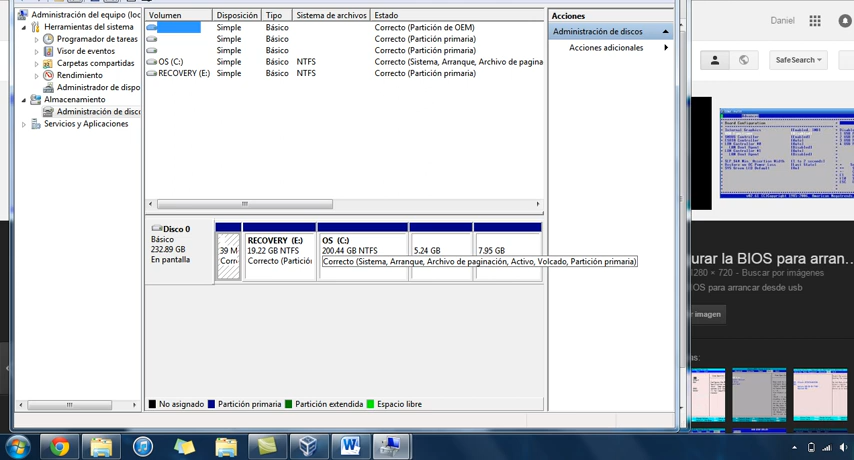 Administración del equipo (loc
Herramientas del sistema
Programador de tareas
Visor de eventos
Carpetas compartidas
Rendimiento
Administrador de dispo
Almacenamiento
Administración de disco
Servicios y Aplicaciones
Volumen Disposición Tipo Sistema de archivos Estado
Simple Básico Correcto (Partición de OEM)
Simple Básico Correcto (Partición primaria)
Simple Básico Correcto (Partición primaria)
OS (C:) Simple Básico NTFS Correcto (Sistema, Arranque, Archivo de pagina
RECOVERY (E:) Simple Básico NTFS Correcto (Partición primaria)
Disco 0
Básico
232.89 GB
En pantalla
39 M
Corre
RECOVERY (E:)
19.22 GB NTFS
Correcto (Partició
OS (C:)
200.44 GB NTFS
Correcto (Sistema, Arranque, Archivo de paginación, Activo, Volcado, Partición primaria)
5.24 GB
7.95 GB
No asignado Partición primaria Partición extendida Espacio libre
Acciones
Administración de discos
Acciones adicionales
Daniel
SafeSearch
urar la BIOS para arran...
1280 × 720 - Buscar por imágenes
IOS para arrancar desde usb
er imagen
as: